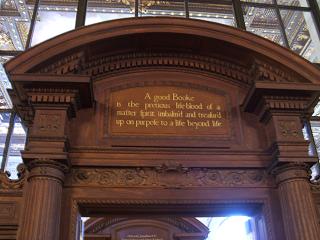 A good Booke
is the precious life-blood of a
master spirit imbalm'd and treasur'd
up on purpose to a life beyond life